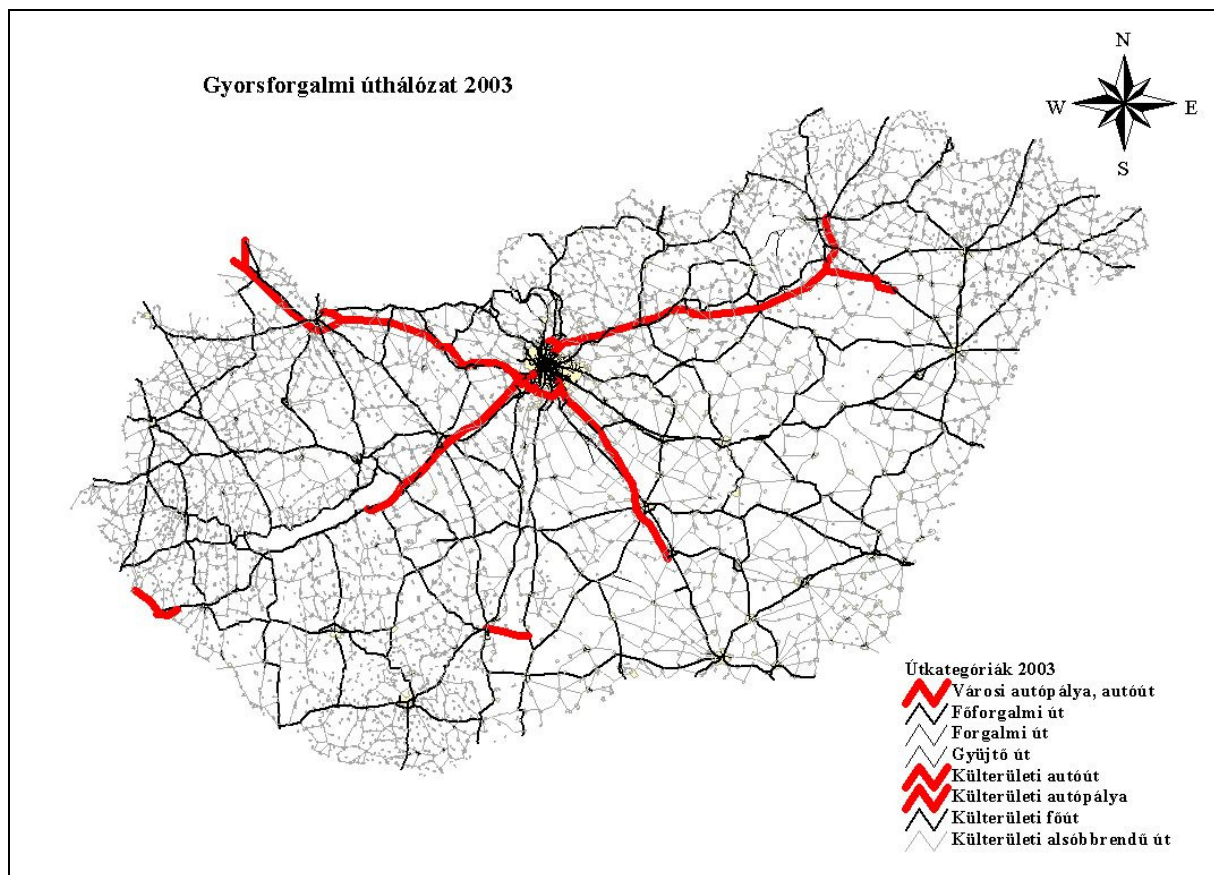 Gyorsforgalmi úthálózat 2003
N
W
E
S
Útkategóriák 2003
Városi autópálya, autóút
Főforgalmi út
Forgalmi út
Gyüjtő út
Külterületi autóút
Külterületi autópálya
Külterületi főút
Külterületi alsóbbrendű út